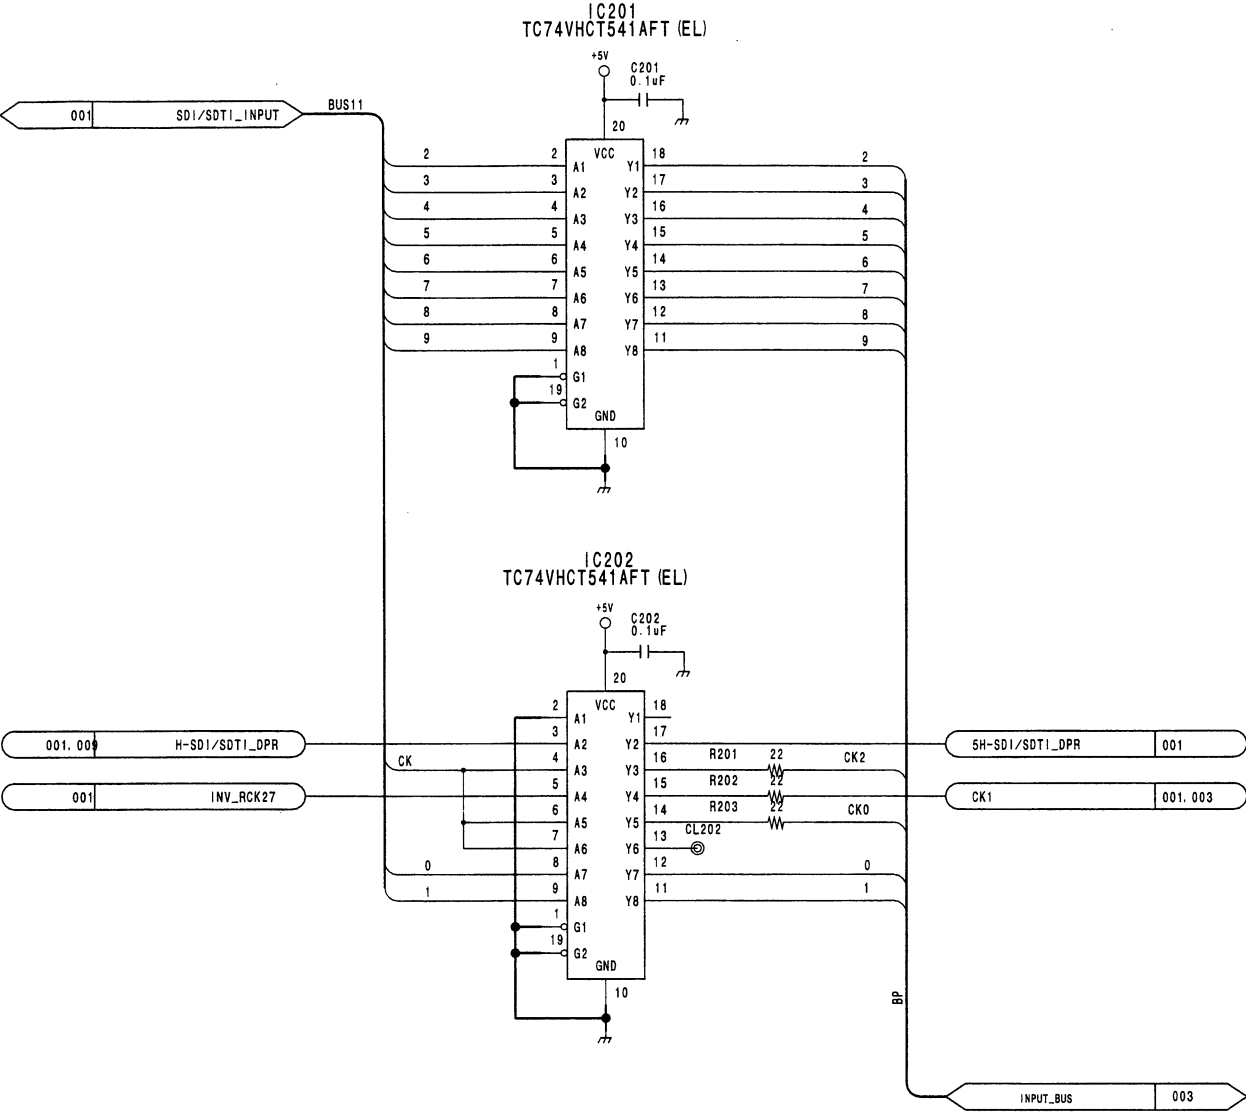 IC201
TC74VHCT541AFT (EL)
+5V
C201
0.1uF
001 SDI/SDTI_INPUT
BUS11
20
VCC
2 2 A1 Y1 18 2
3 3 A2 Y2 17 3
4 4 A3 Y3 16 4
5 5 A4 Y4 15 5
6 6 A5 Y5 14 6
7 7 A6 Y6 13 7
8 8 A7 Y7 12 8
9 9 A8 Y8 11 9
1 G1
19 G2
GND
10
IC202
TC74VHCT541AFT (EL)
+5V
C202
0.1uF
20
VCC
2 A1 Y1 18
001.009 H-SDI/SDTI_DPR 3 A2 Y2 17 5H-SDI/SDTI_DPR 001
CK 4 A3 Y3 16 R201 22 CK2
001 INV_RCK27 5 A4 Y4 15 R202 22 CK1 001.003
6 A5 Y5 14 R203 22 CK0
7 A6 Y6 13 CL202
0 8 A7 Y7 12 0
1 9 A8 Y8 11 1
1 G1
19 G2
GND
10
BP
INPUT_BUS 003